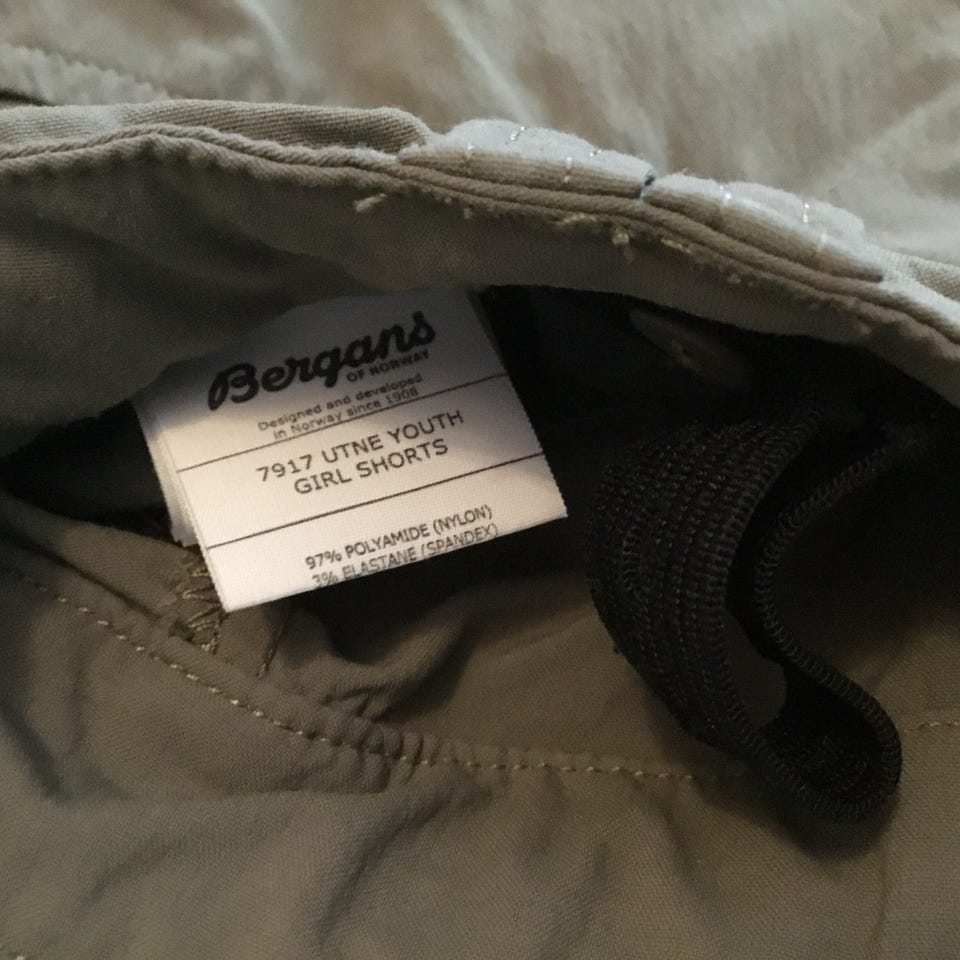 Bergans
OF NORWAY
Designed and developed
in Norway since 1908
7917 UTNE YOUTH
GIRL SHORTS
97% POLYAMIDE (NYLON)
3% ELASTANE (SPANDEX)